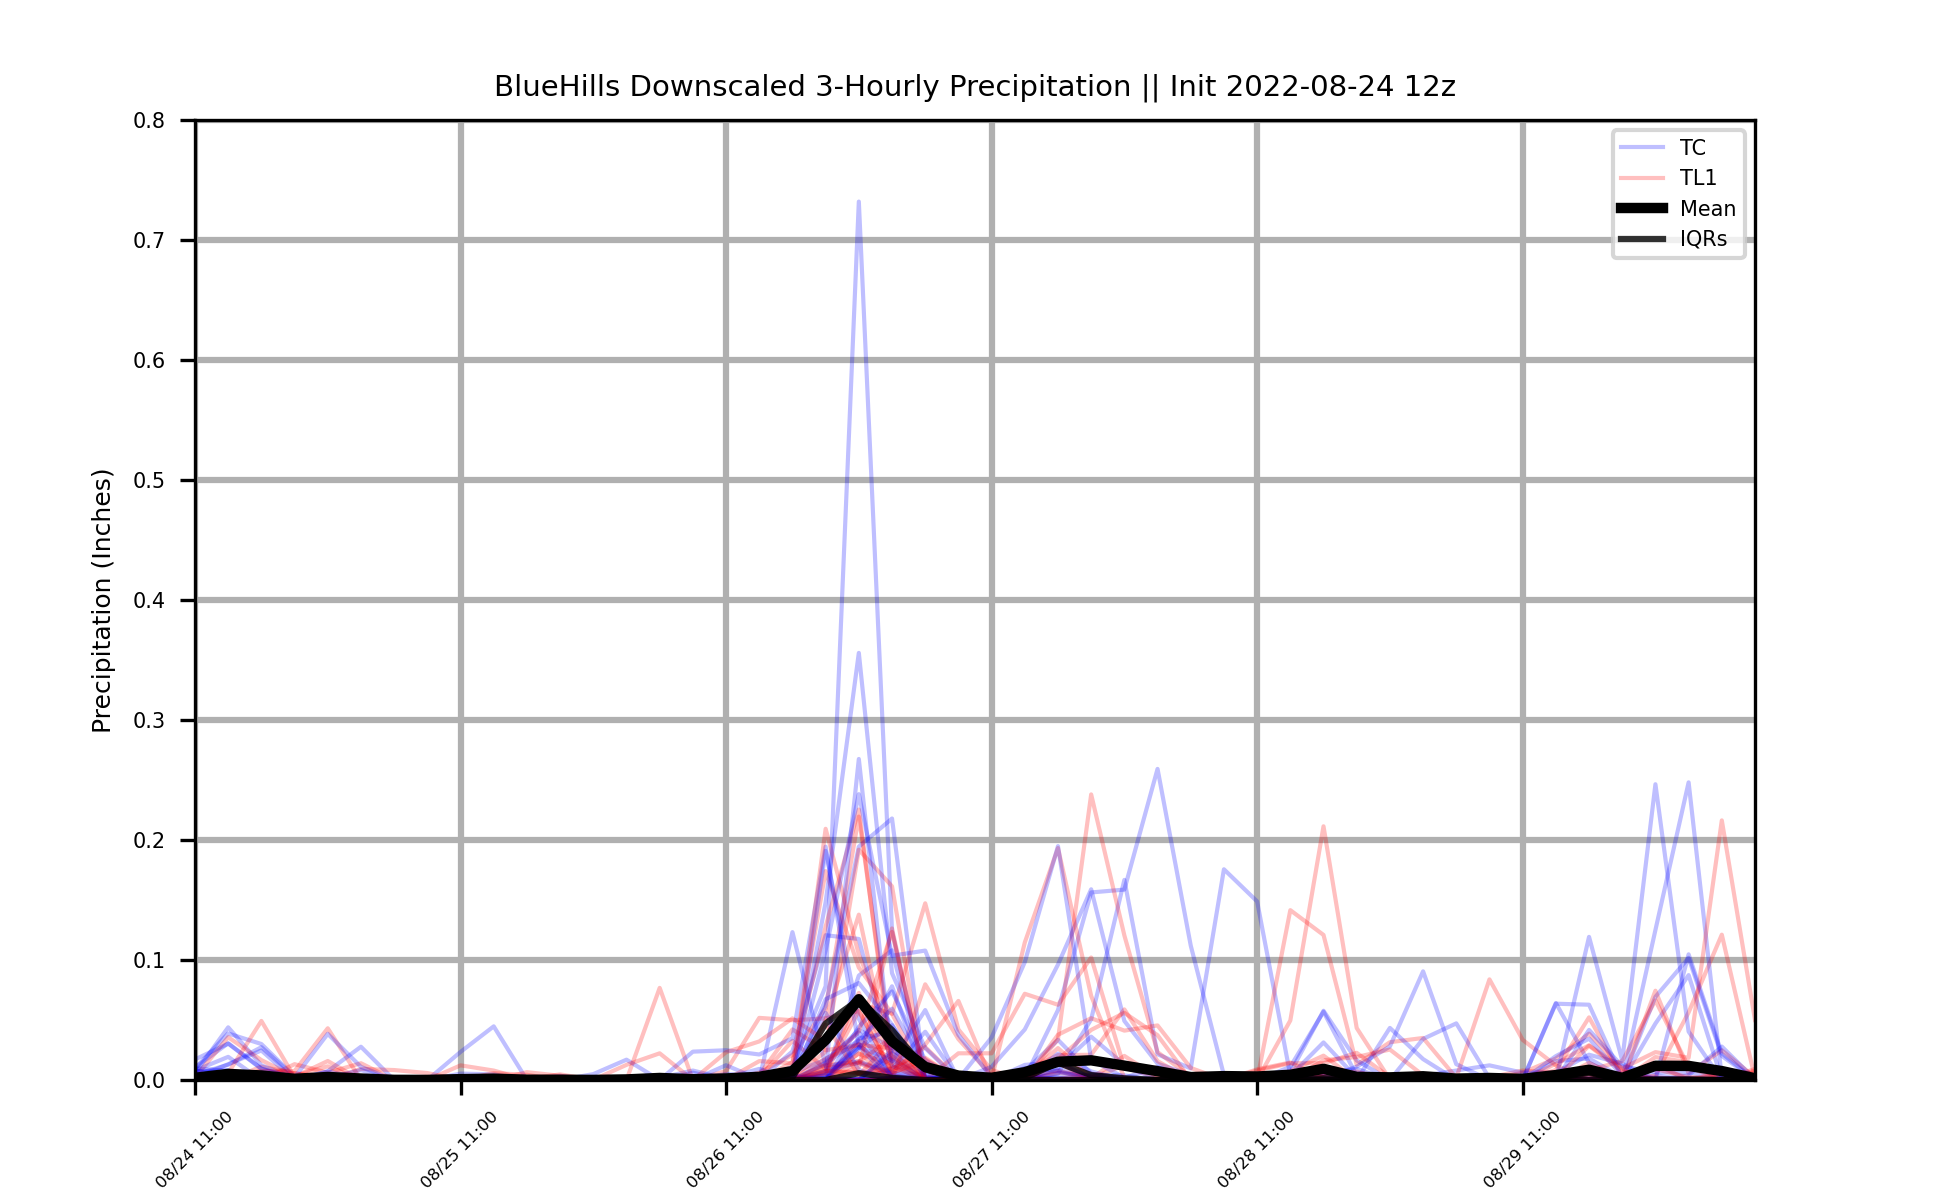 BlueHills Downscaled 3-Hourly Precipitation || Init 2022-08-24 12z
Precipitation (Inches)
0.8
0.7
0.6
0.5
0.4
0.3
0.2
0.1
0.0
TC
TL1
Mean
IQRs
08/24 11:00
08/25 11:00
08/26 11:00
08/27 11:00
08/28 11:00
08/29 11:00